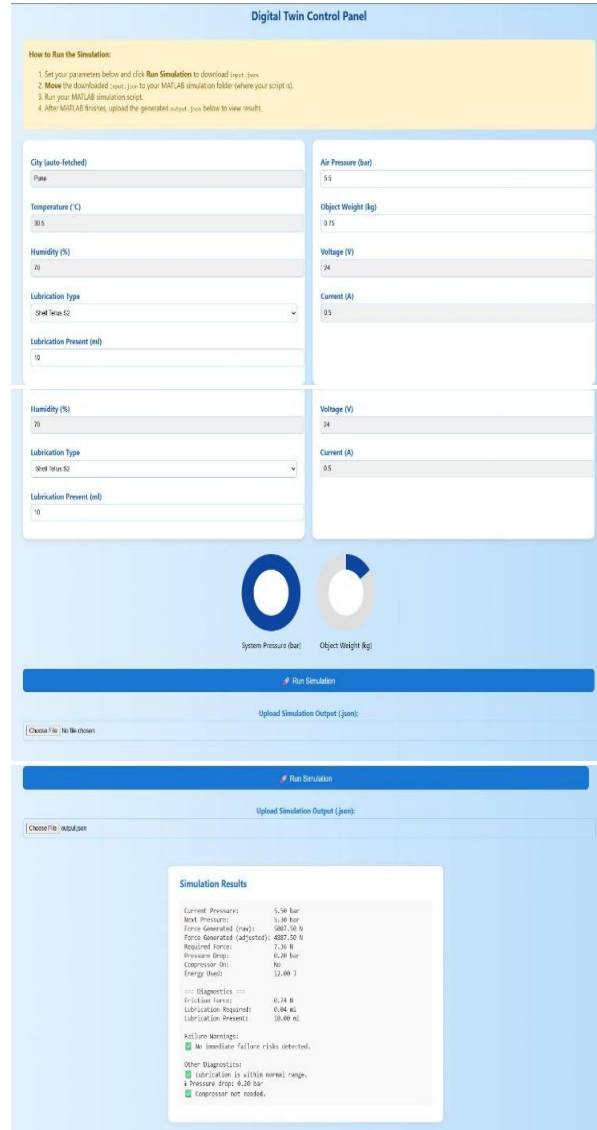 Digital Twin Control Panel
How to Run the Simulation:
1. Set your parameters below and click Run Simulation to download input.json.
2. Move the downloaded input.json to your MATLAB simulation folder (where your script is).
3. Run your MATLAB simulation script.
4. After MATLAB finishes, upload the generated output.json below to view results.
City (auto-fetched)
Pune
Temperature (°C)
30.5
Humidity (%)
70
Lubrication Type
Shell Tellus S2
Lubrication Present (ml)
10
Air Pressure (bar)
5.5
Object Weight (kg)
0.75
Voltage (V)
24
Current (A)
0.5
Humidity (%)
70
Lubrication Type
Shell Tellus S2
Lubrication Present (ml)
10
Voltage (V)
24
Current (A)
0.5
System Pressure (bar)
Object Weight (kg)
🚀 Run Simulation
Upload Simulation Output (.json):
Choose File No file chosen
🚀 Run Simulation
Upload Simulation Output (.json):
Choose File output.json
Simulation Results
Current Pressure: 5.50 bar
Next Pressure: 5.30 bar
Force Generated (raw): 5087.50 N
Force Generated (adjusted): 4887.50 N
Required Force: 7.36 N
Pressure Drop: 0.20 bar
Compressor On: No
Energy Used: 12.00 J
=== Diagnostics ===
Friction Force: 0.74 N
Lubrication Required: 0.04 ml
Lubrication Present: 10.00 ml
Failure Warnings:
✅ No immediate failure risks detected.
Other Diagnostics:
✅ Lubrication is within normal range.
ℹ Pressure drop: 0.20 bar
✅ Compressor not needed.